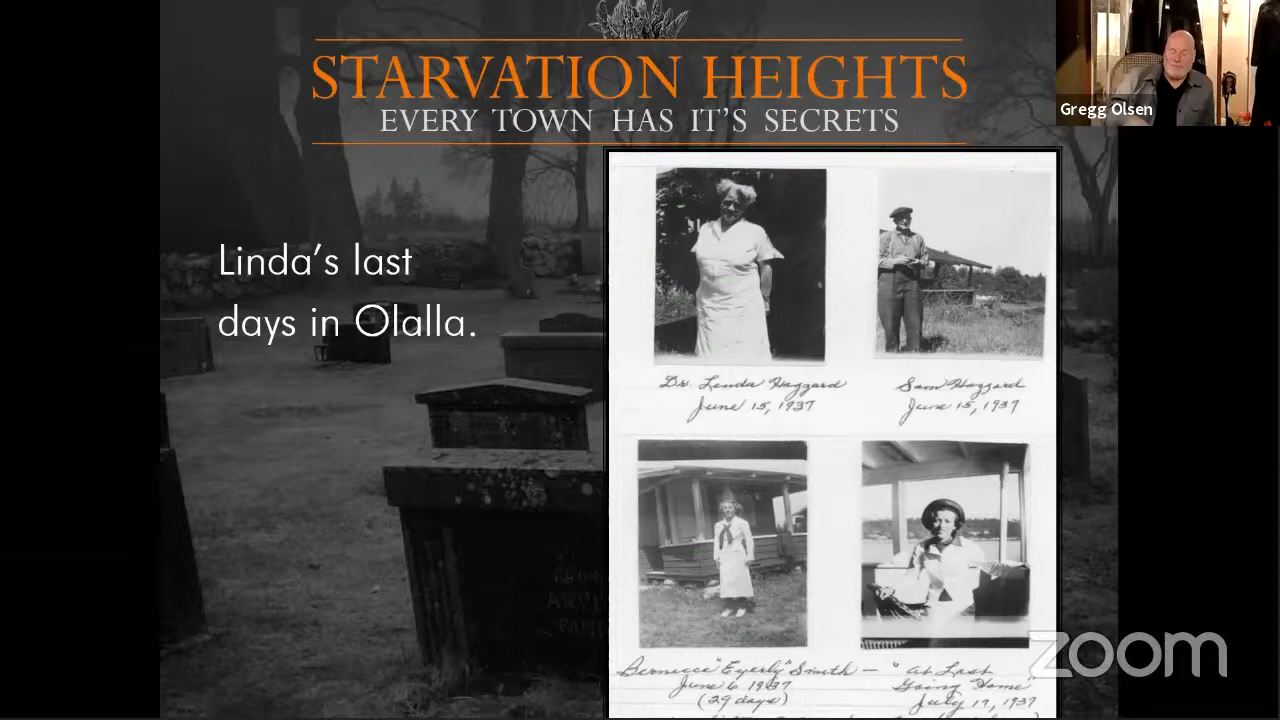 STARVATION HEIGHTS
EVERY TOWN HAS IT'S SECRETS
Gregg Olsen
Linda's last
days in Olalla.
Dr. Linda Hazzard
June 15, 1937
Sam Hazzard
June 15, 1937
Bernicce "Eyerly" Smith — "At Last
June 6 1937
Going Home"
(29 days)
July 17, 1937
zoom